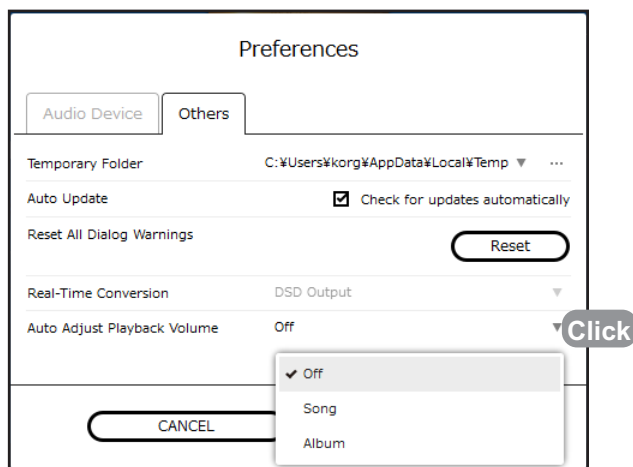 Preferences
Audio Device Others
Temporary Folder C:¥Users¥korg¥AppData¥Local¥Temp ▼ ...
Auto Update Check for updates automatically
Reset All Dialog Warnings
Reset
Real-Time Conversion DSD Output ▼
Auto Adjust Playback Volume Off ▼ Click
Off
Song
CANCEL
Album